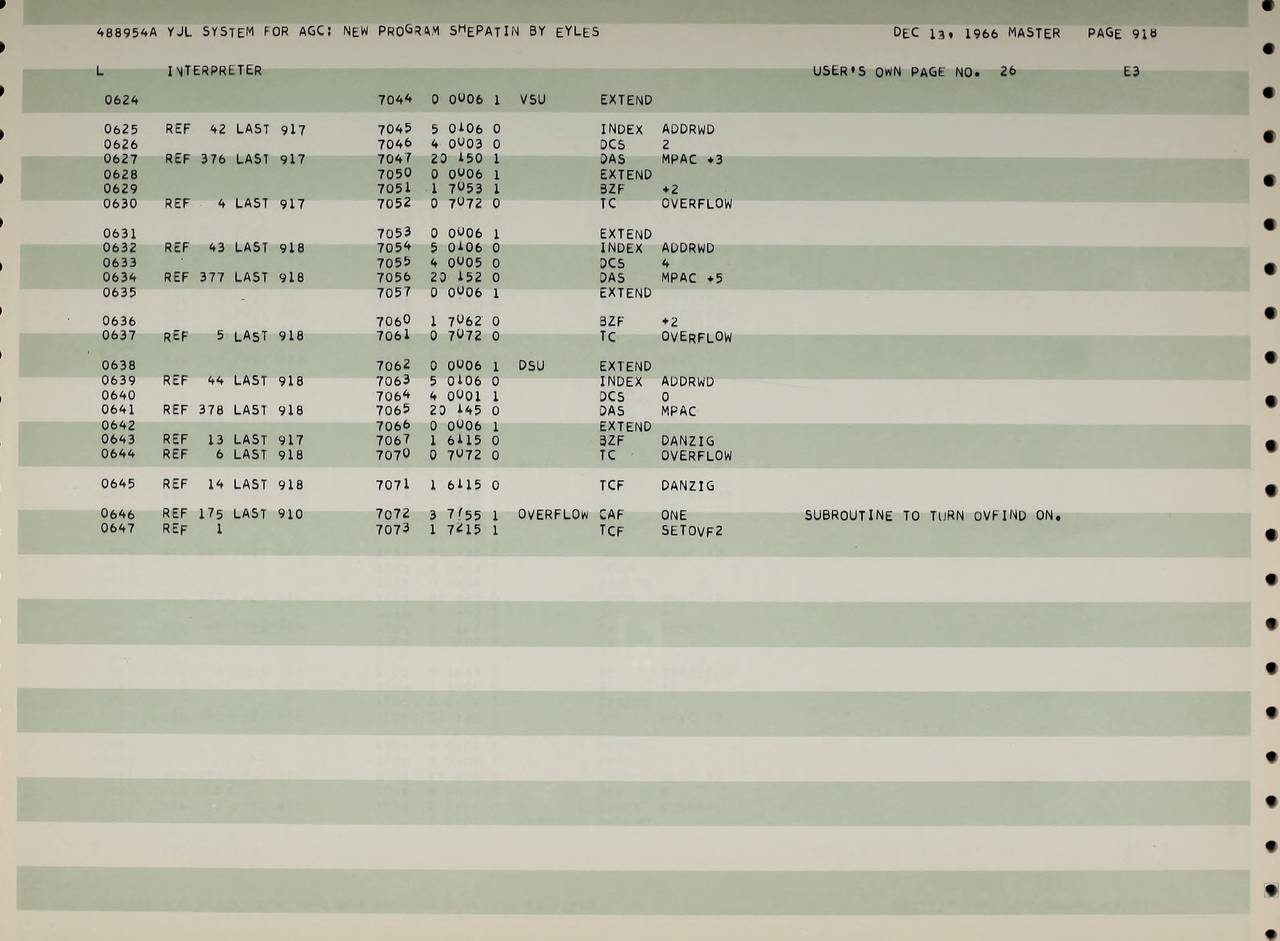 488954A YJL SYSTEM FOR AGC: NEW PROGRAM SHEPATIN BY EYLES DEC 13, 1966 MASTER PAGE 918
L INTERPRETER USER'S OWN PAGE NO. 26 E3
0624 7044 0 0006 1 VSU EXTEND
0625 REF 42 LAST 917 7045 5 0106 0 INDEX ADDRWD
0626 7046 4 0003 0 DCS 2
0627 REF 376 LAST 917 7047 20 150 1 DAS MPAC +3
0628 7050 0 0006 1 EXTEND
0629 7051 1 7053 1 BZF +2
0630 REF 4 LAST 917 7052 0 7072 0 TC OVERFLOW
0631 7053 0 0006 1 EXTEND
0632 REF 43 LAST 918 7054 5 0106 0 INDEX ADDRWD
0633 7055 4 0005 0 DCS 4
0634 REF 377 LAST 918 7056 20 152 0 DAS MPAC +5
0635 7057 0 0006 1 EXTEND
0636 7060 1 7062 0 BZF +2
0637 REF 5 LAST 918 7061 0 7072 0 TC OVERFLOW
0638 7062 0 0006 1 DSU EXTEND
0639 REF 44 LAST 918 7063 5 0106 0 INDEX ADDRWD
0640 7064 4 0001 1 DCS 0
0641 REF 378 LAST 918 7065 20 145 0 DAS MPAC
0642 7066 0 0006 1 EXTEND
0643 REF 13 LAST 917 7067 1 6115 0 BZF DANZIG
0644 REF 6 LAST 918 7070 0 7072 0 TC OVERFLOW
0645 REF 14 LAST 918 7071 1 6115 0 TCF DANZIG
0646 REF 175 LAST 910 7072 3 7755 1 OVERFLOW CAF ONE SUBROUTINE TO TURN OVFIND ON.
0647 REF 1 7073 1 7215 1 TCF SETOVF2